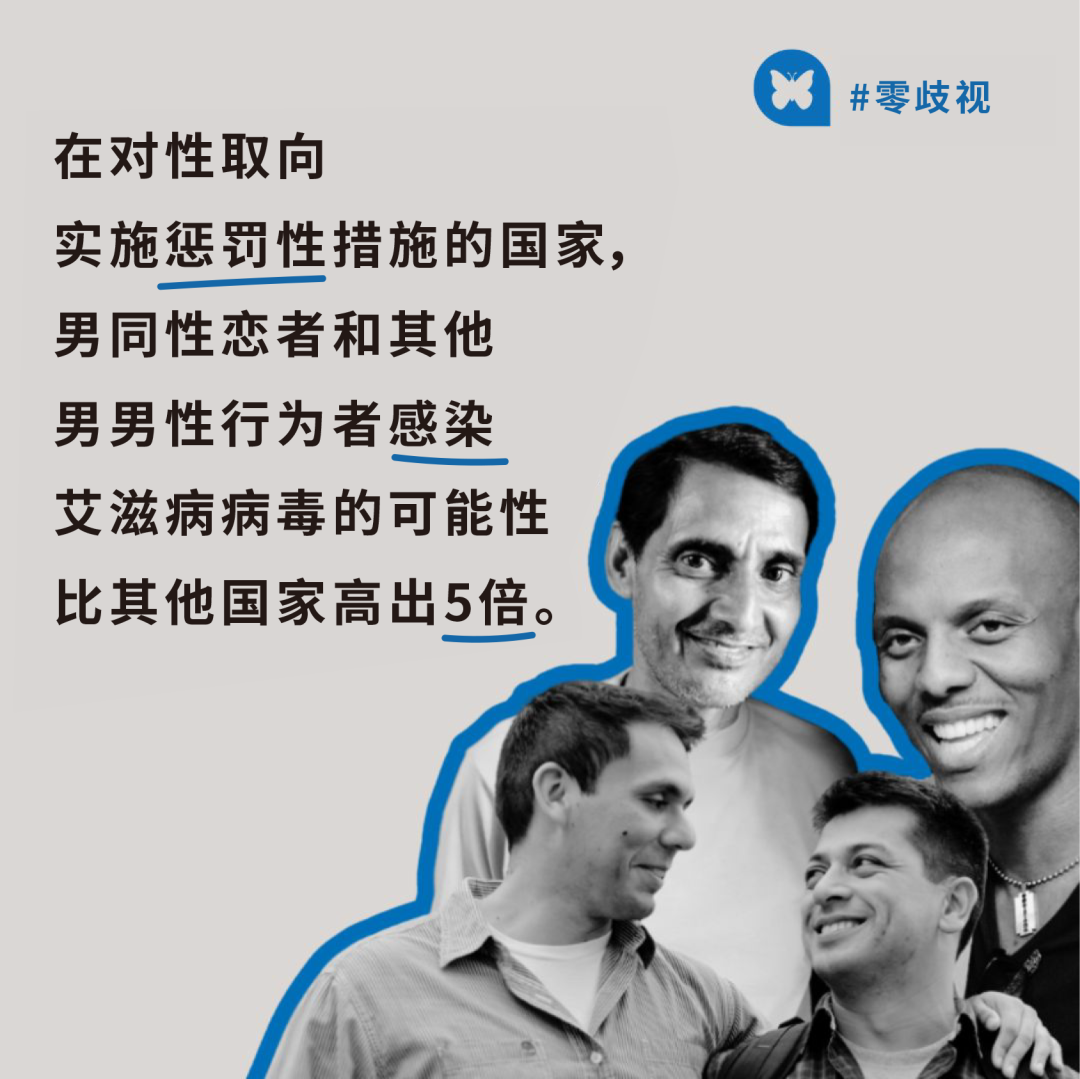 #零歧视
在对性取向
实施惩罚性措施的国家，
男同性恋者和其他
男男性行为者感染
艾滋病病毒的可能性
比其他国家高出5倍。